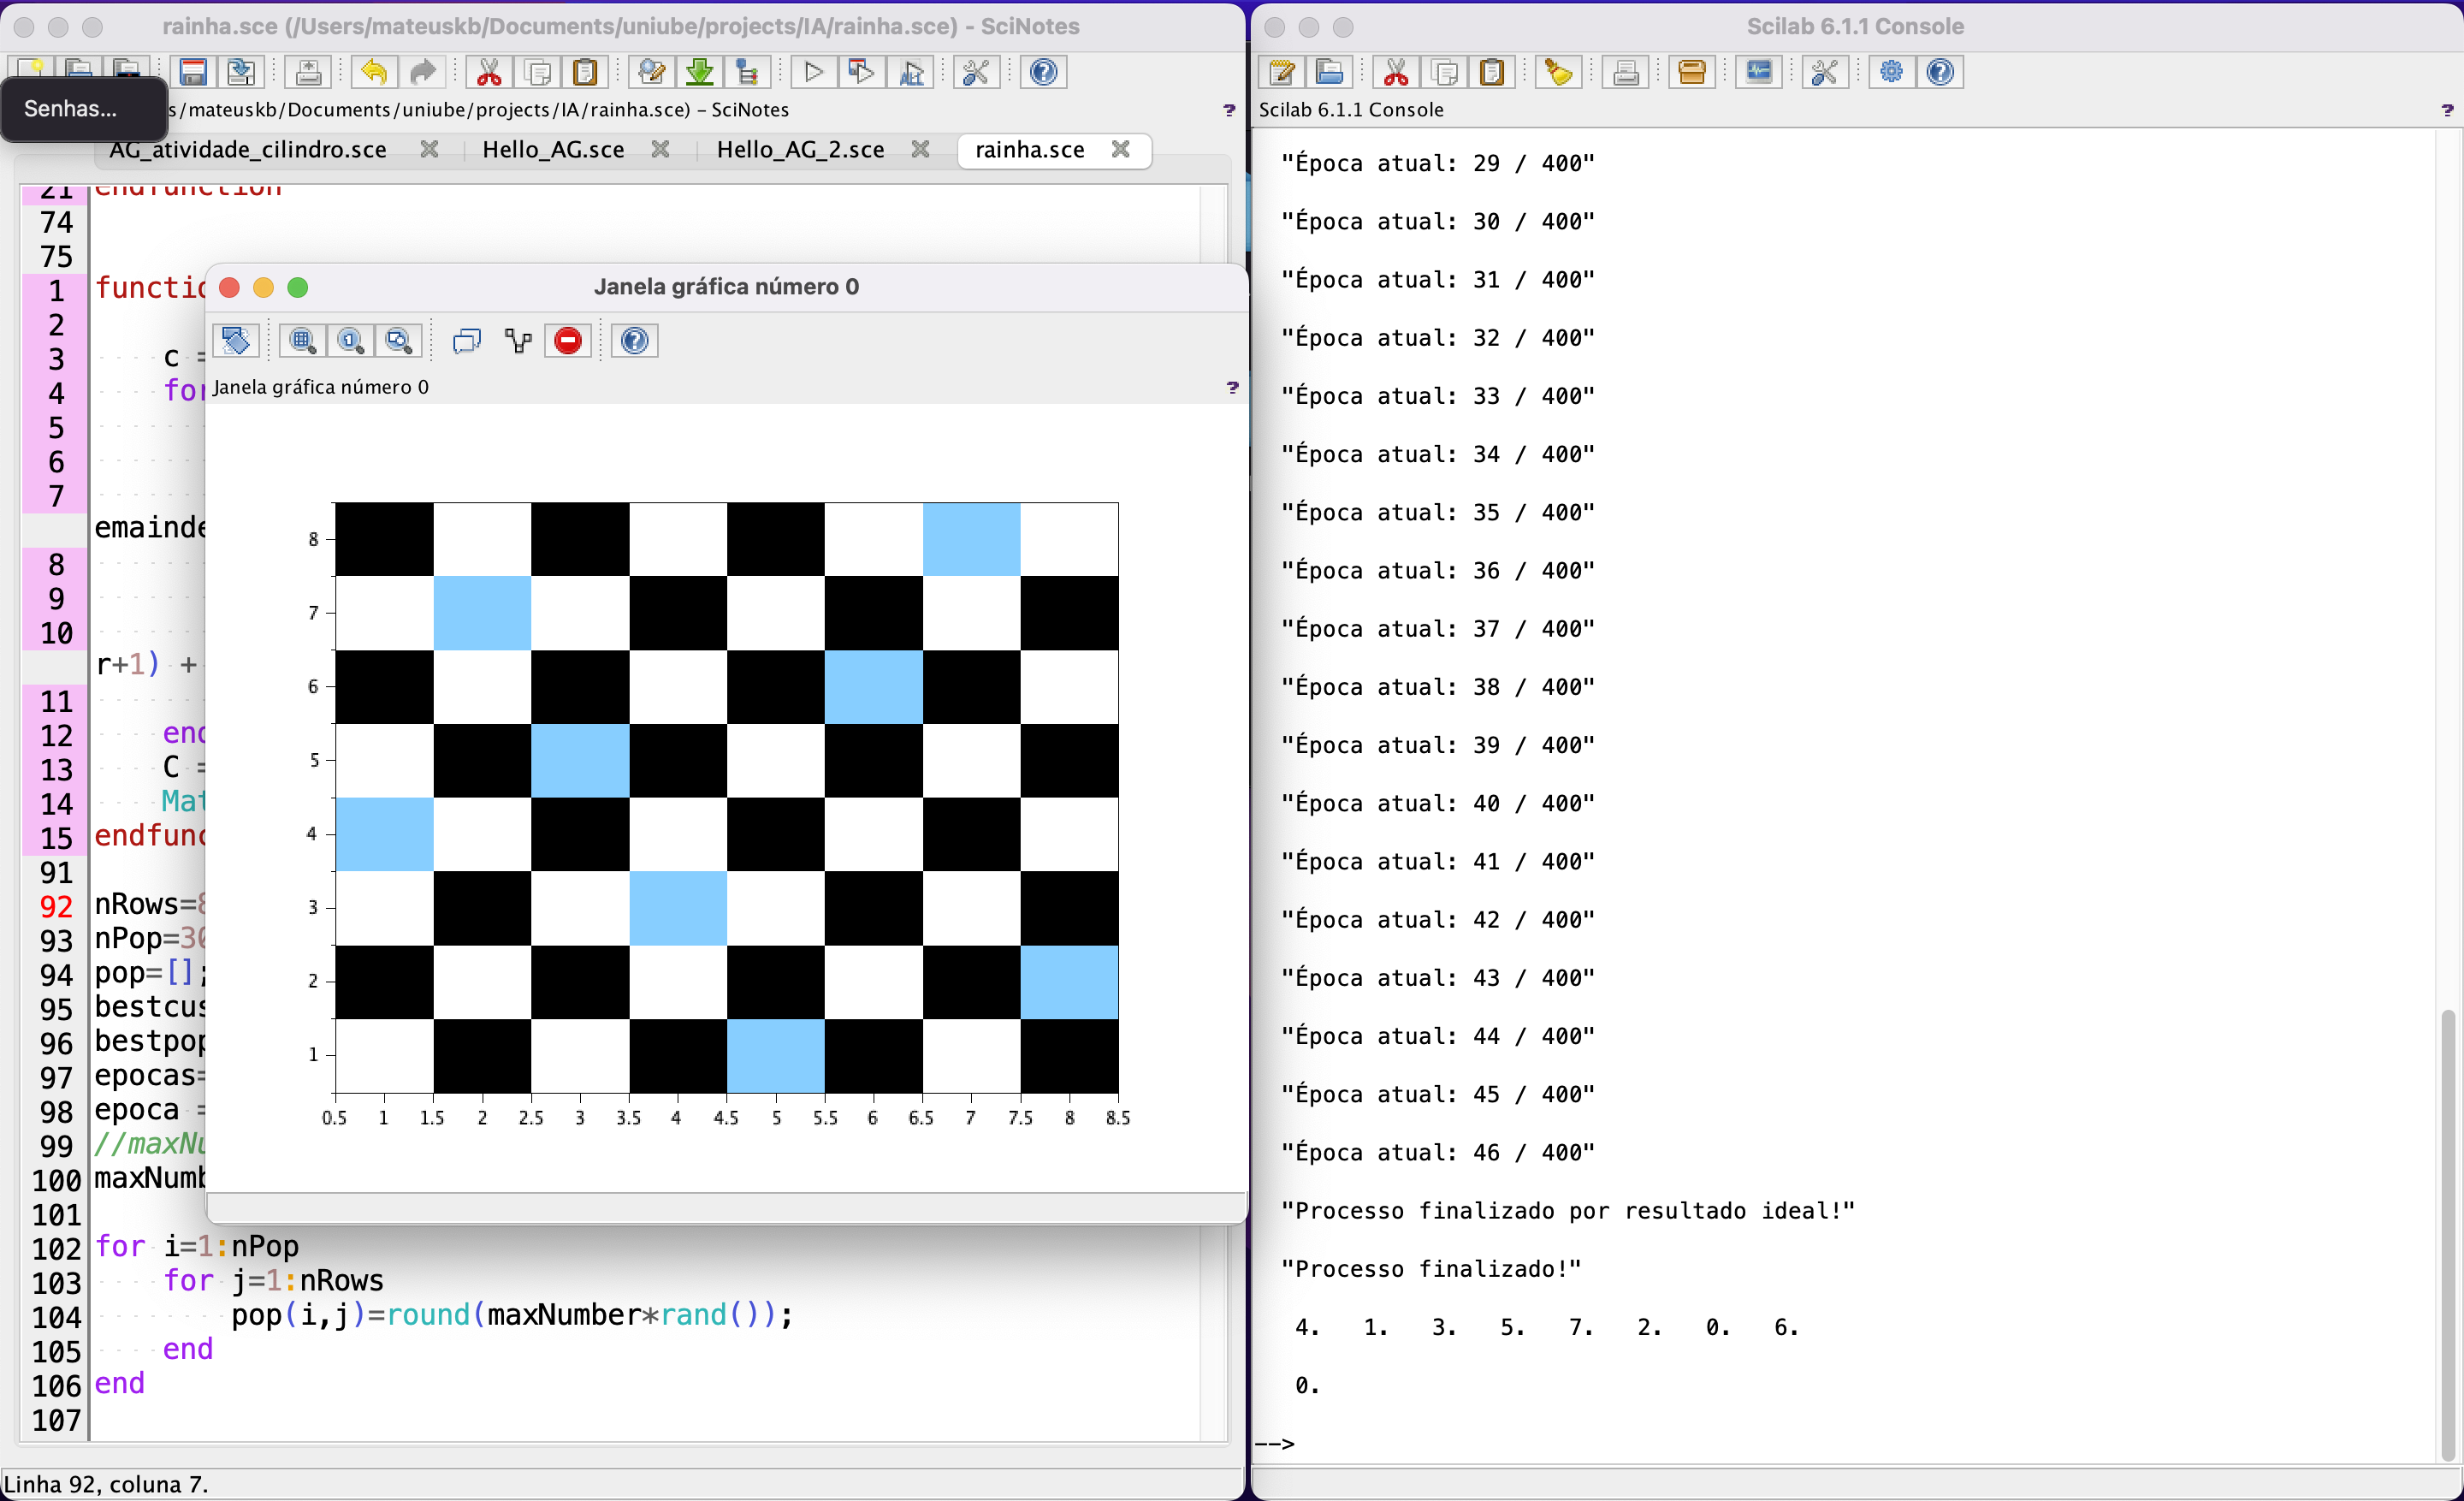 rainha.sce (/Users/mateuskb/Documents/uniube/projects/IA/rainha.sce) - SciNotes
Senhas...
s/mateuskb/Documents/uniube/projects/IA/rainha.sce) - SciNotes
?
AG_atividade_cilindro.sce
Hello_AG.sce
Hello_AG_2.sce
rainha.sce
21 endfunction
74
75
1 functio
2
3 c =
4 for
5
6
7
emainde
8
9
10
r+1) +
11
12 end
13 C =
14 Mat
15 endfunc
91
92 nRows=8
93 nPop=30
94 pop=[];
95 bestcus
96 bestpop
97 epocas=
98 epoca =
99 //maxNu
100 maxNumb
101
102 for i=1:nPop
103 for j=1:nRows
104 pop(i,j)=round(maxNumber*rand());
105 end
106 end
107
Linha 92, coluna 7.
Janela gráfica número 0
Janela gráfica número 0
?
8
7
6
5
4
3
2
1
0.5 1 1.5 2 2.5 3 3.5 4 4.5 5 5.5 6 6.5 7 7.5 8 8.5
Scilab 6.1.1 Console
Scilab 6.1.1 Console
?
"Época atual: 29 / 400"
"Época atual: 30 / 400"
"Época atual: 31 / 400"
"Época atual: 32 / 400"
"Época atual: 33 / 400"
"Época atual: 34 / 400"
"Época atual: 35 / 400"
"Época atual: 36 / 400"
"Época atual: 37 / 400"
"Época atual: 38 / 400"
"Época atual: 39 / 400"
"Época atual: 40 / 400"
"Época atual: 41 / 400"
"Época atual: 42 / 400"
"Época atual: 43 / 400"
"Época atual: 44 / 400"
"Época atual: 45 / 400"
"Época atual: 46 / 400"
"Processo finalizado por resultado ideal!"
"Processo finalizado!"
4. 1. 3. 5. 7. 2. 0. 6.
0.
-->